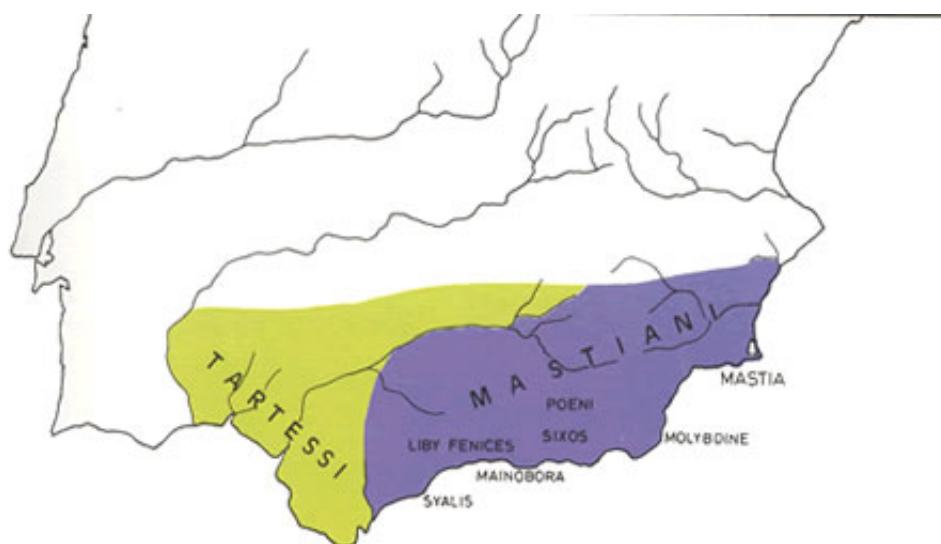 TARTESSI
MASTIANI
MASTIA
POENI
LIBY FENICES
SIXOS
MOLYBDINE
MAINOBORA
SYALIS